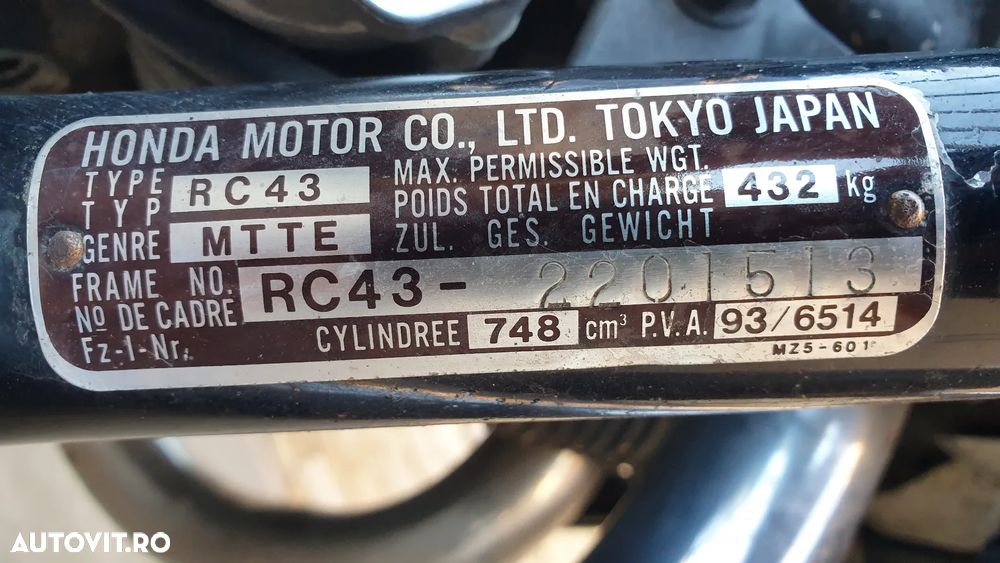 HONDA MOTOR CO., LTD. TOKYO JAPAN
TYPE
TYP RC43
GENRE MTTE
MAX. PERMISSIBLE WGT.
POIDS TOTAL EN CHARGE 432 kg
ZUL. GES. GEWICHT
FRAME NO.
Nº DE CADRE RC43-2201513
Fz-I-Nr.
CYLINDREE 748 cm³ P.V.A. 93/6514
MZ5-601
AUTOVIT.RO